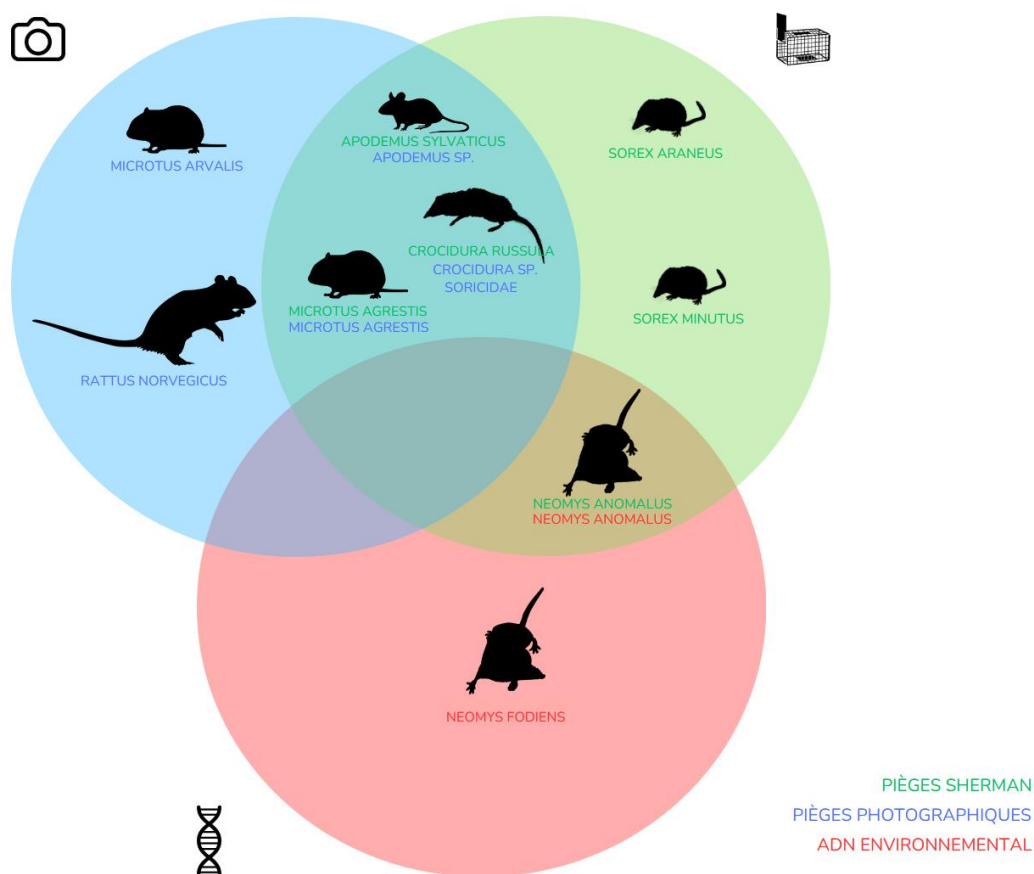 APODEMUS SYLVATICUS
APODEMUS SP.
MICROTUS ARVALIS
SOREX ARANEUS
CROCIDURA RUSSULA
CROCIDURA SP.
SORICIDAE
MICROTUS AGRESTIS
MICROTUS AGRESTIS
SOREX MINUTUS
RATTUS NORVEGICUS
NEOMYS ANOMALUS
NEOMYS ANOMALUS
NEOMYS FODIENS
PIÈGES SHERMAN
PIÈGES PHOTOGRAPHIQUES
ADN ENVIRONNEMENTAL